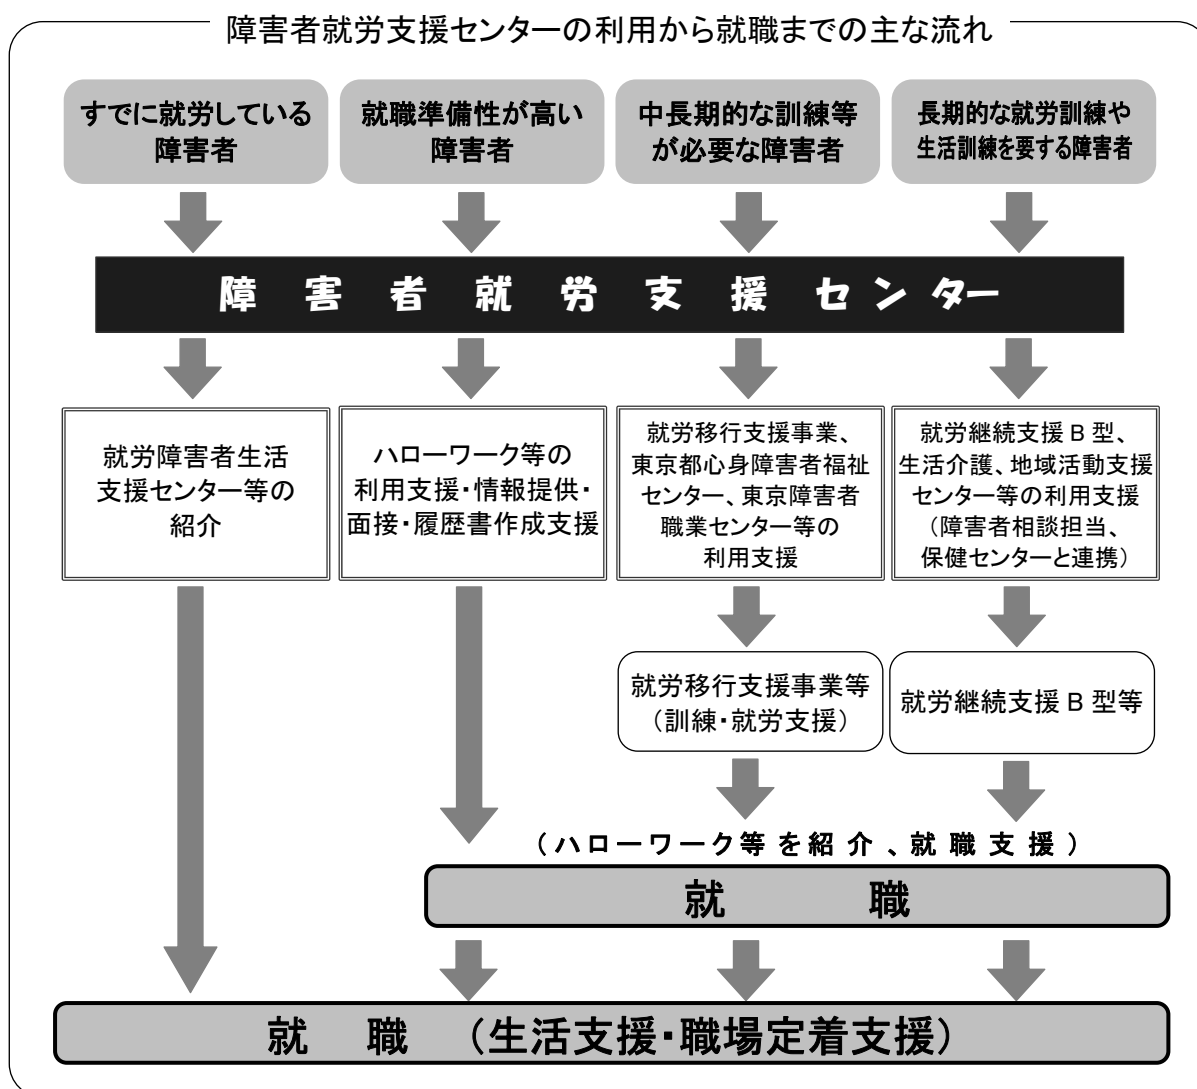 障害者就労支援センターの利用から就職までの主な流れ
すでに就労している
障害者
就職準備性が高い
障害者
中長期的な訓練等
が必要な障害者
長期的な就労訓練や
生活訓練を要する障害者
障害者就労支援センター
就労障害者生活
支援センター等の
紹介
ハローワーク等の
利用支援・情報提供・
面接・履歴書作成支援
就労移行支援事業、
東京都心身障害者福祉
センター、東京障害者
職業センター等の
利用支援
就労継続支援B型、
生活介護、地域活動支援
センター等の利用支援
（障害者相談担当、
保健センターと連携）
就労移行支援事業等
（訓練・就労支援）
就労継続支援B型等
（ハローワーク等を紹介、就職支援）
就職
就職（生活支援・職場定着支援）